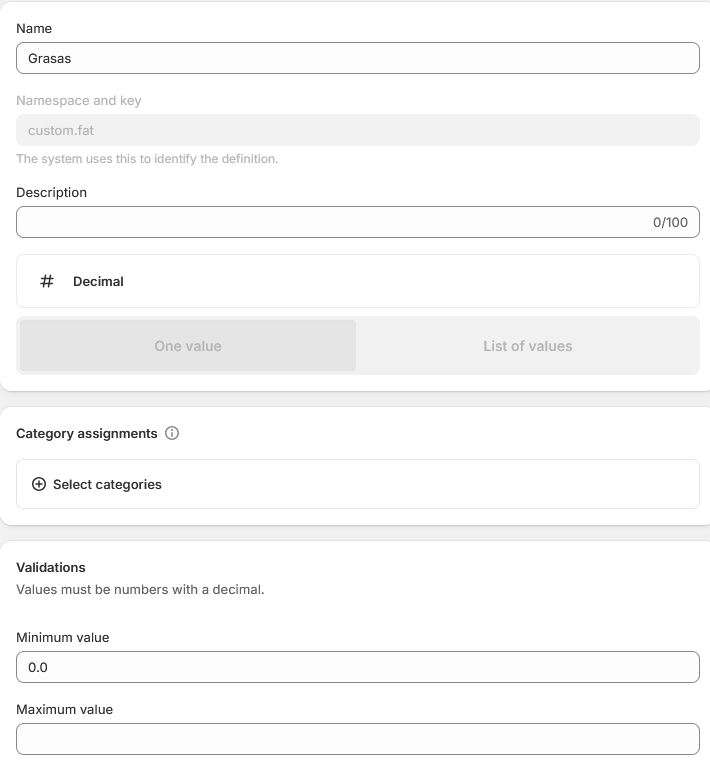 Name
Grasas
Namespace and key
custom.fat
The system uses this to identify the definition.
Description
0/100
# Decimal
One value
List of values
Category assignments
Select categories
Validations
Values must be numbers with a decimal.
Minimum value
0.0
Maximum value